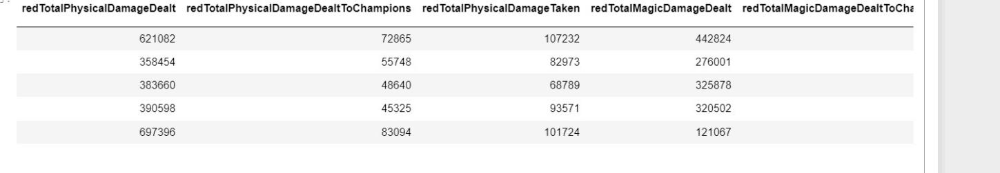 redTotalPhysicalDamageDealt redTotalPhysicalDamageDealtToChampions redTotalPhysicalDamageTaken redTotalMagicDamageDealt redTotalMagicDamageDealtToCha
621082 72865 107232 442824
358454 55748 82973 276001
383660 48640 68789 325878
390598 45325 93571 320502
697396 83094 101724 121067